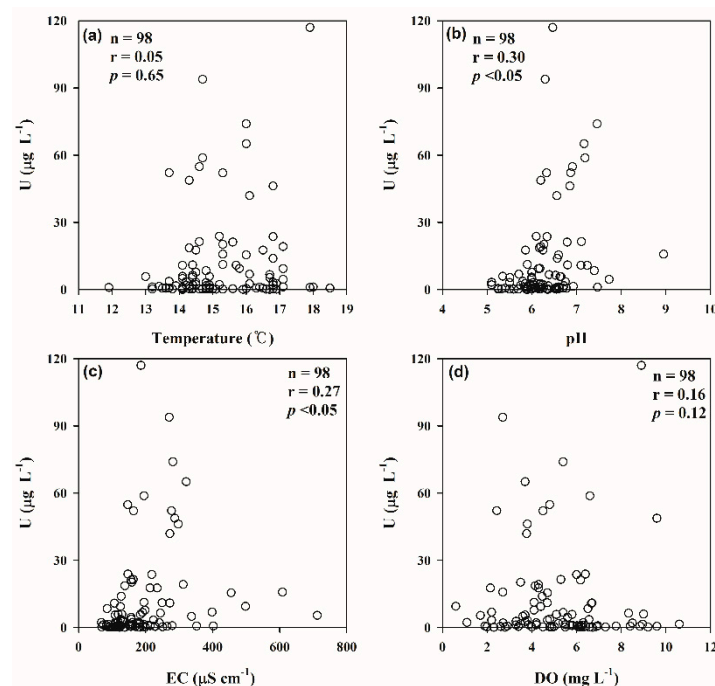 120
90
60
30
0
U (µg L-1)
(a)
n = 98
r = 0.05
p = 0.65
11 12 13 14 15 16 17 18 19
Temperature (℃)
(b)
n = 98
r = 0.30
p <0.05
120
90
60
30
0
U (µg L-1)
4 5 6 7 8 9 10
pH
(c)
n = 98
r = 0.27
p <0.05
120
90
60
30
0
U (µg L-1)
0 200 400 600 800
EC (µS cm-1)
(d)
n = 98
r = 0.16
p = 0.12
120
90
60
30
0
U (µg L-1)
0 2 4 6 8 10 12
DO (mg L-1)